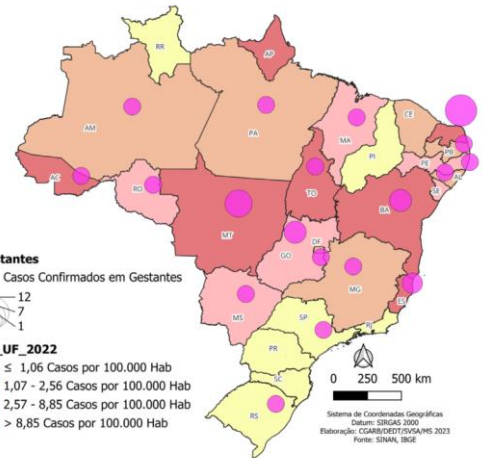 RR
AP
AM
PA
MA
CE
PI
PB
PE
AL
SE
AC
RO
TO
BA
MT
DF
GO
MG
ES
MS
SP
RJ
PR
SC
RS
stantes
Casos Confirmados em Gestantes
12
7
1
_UF_2022
≤ 1,06 Casos por 100.000 Hab
1,07 - 2,56 Casos por 100.000 Hab
2,57 - 8,85 Casos por 100.000 Hab
> 8,85 Casos por 100.000 Hab
0 250 500 km
Sistema de Coordenadas Geográficas
Datum: SIRGAS 2000
Elaboração: CGARB/DEDT/SVSA/MS 2023
Fonte: SINAN, IBGE